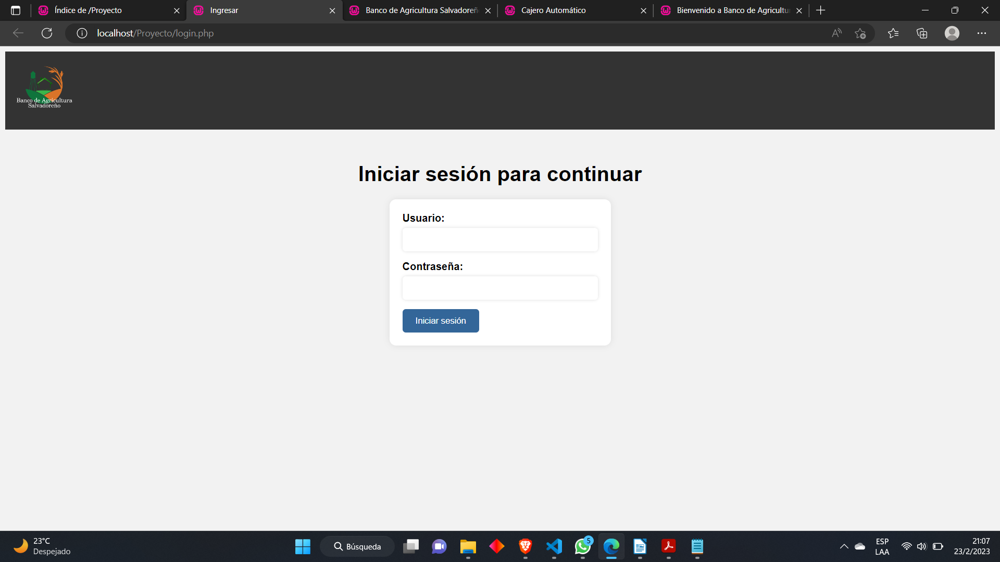 Índice de /Proyecto
Ingresar
Banco de Agricultura Salvadoreñ
Cajero Automático
Bienvenido a Banco de Agricultu
localhost/Proyecto/login.php
Banco de Agricultura
Salvadoreño
Iniciar sesión para continuar
Usuario:
Contraseña:
Iniciar sesión
23°C
Despejado
Búsqueda
5
ESP
LAA
21:07
23/2/2023